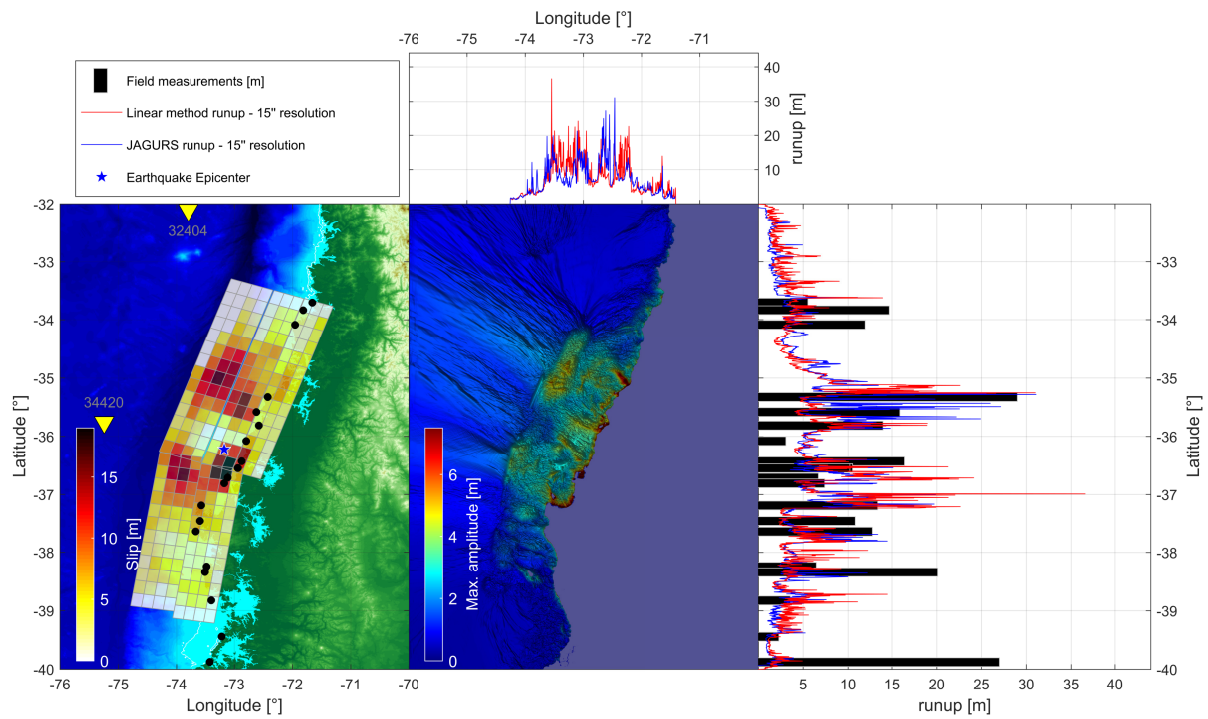 Longitude [°]
-76 -75 -74 -73 -72 -71
40
30
20
10
runup [m]
Field measurements [m]
Linear method runup - 15" resolution
JAGURS runup - 15" resolution
Earthquake Epicenter
-32
-33
-34
-35
-36
-37
-38
-39
-40
Latitude [°]
32404
34420
15
10
5
0
Slip [m]
6
4
2
0
Max. amplitude [m]
-33
-34
-35
-36
-37
-38
-39
-40
Latitude [°]
-76 -75 -74 -73 -72 -71 -70
Longitude [°]
5 10 15 20 25 30 35 40
runup [m]